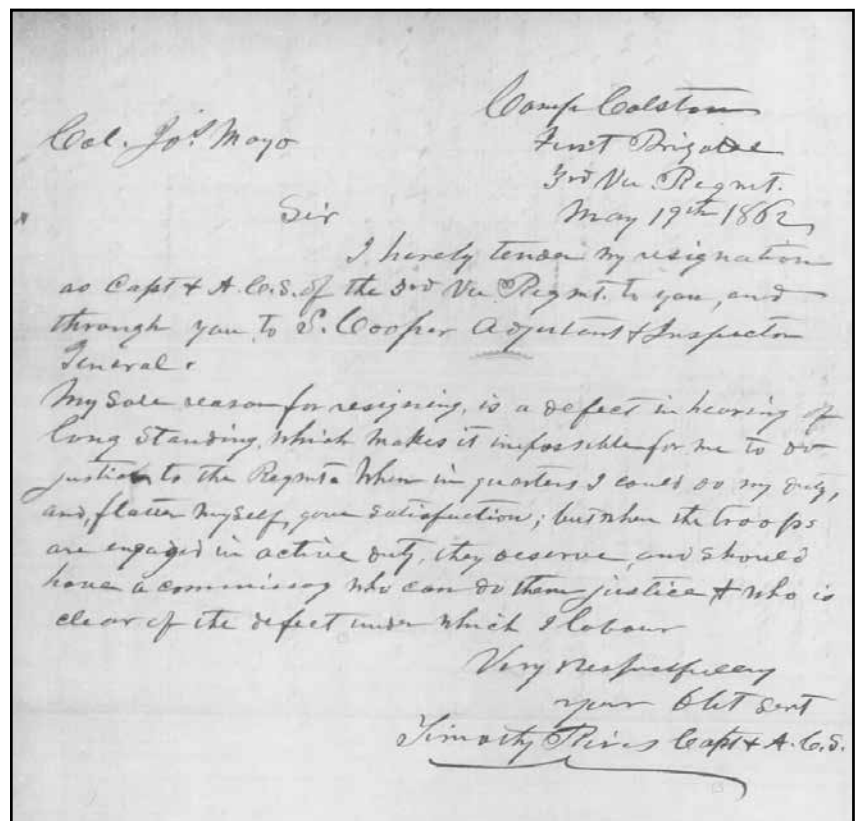 Camp Colston
Col. Jos. Mayo
First Brigade
3rd Va Regmt.
Sir
May 19th 1862
I hereby tender my resignation
as Capt & A.C.S. of the 3rd Va Regmt. to you, and
through you to S. Cooper Adjutant & Inspector
General.
My sole reason for resigning, is a defect in hearing of
long standing, which makes it impossible for me to do
justice to the Regmt. When in quarters I could do my duty,
and, flatter myself, gave satisfaction; but when the troops
are engaged in active duty, they deserve, and should
have a commissary who can do them justice & who is
clear of the defect under which I labour
Very respectfully
your Obt Servt
Timothy Rives Capt & A.C.S.